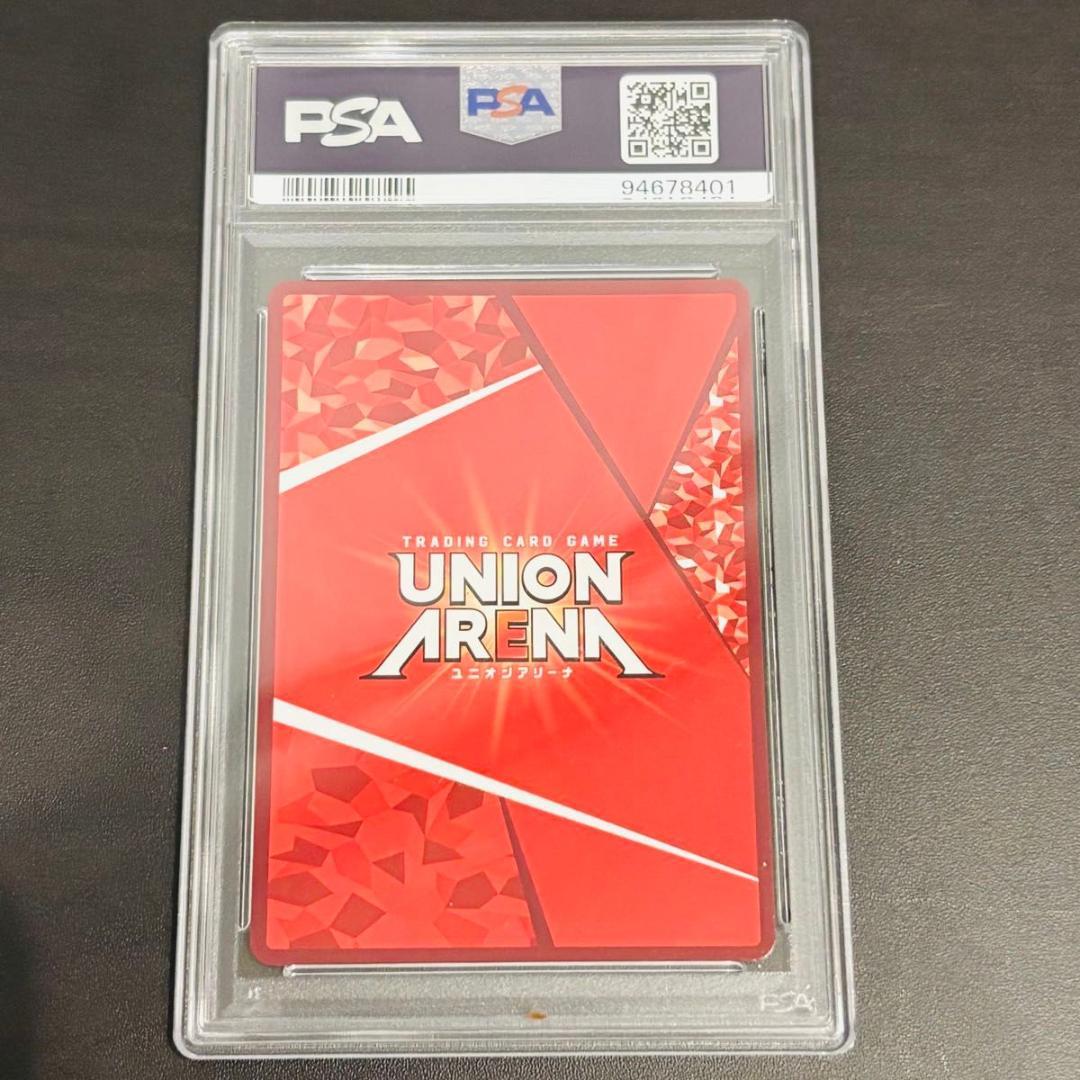 PSA
PSA
94678401
TRADING CARD GAME
UNION
ARENA
ユニオンアリーナ
PSA